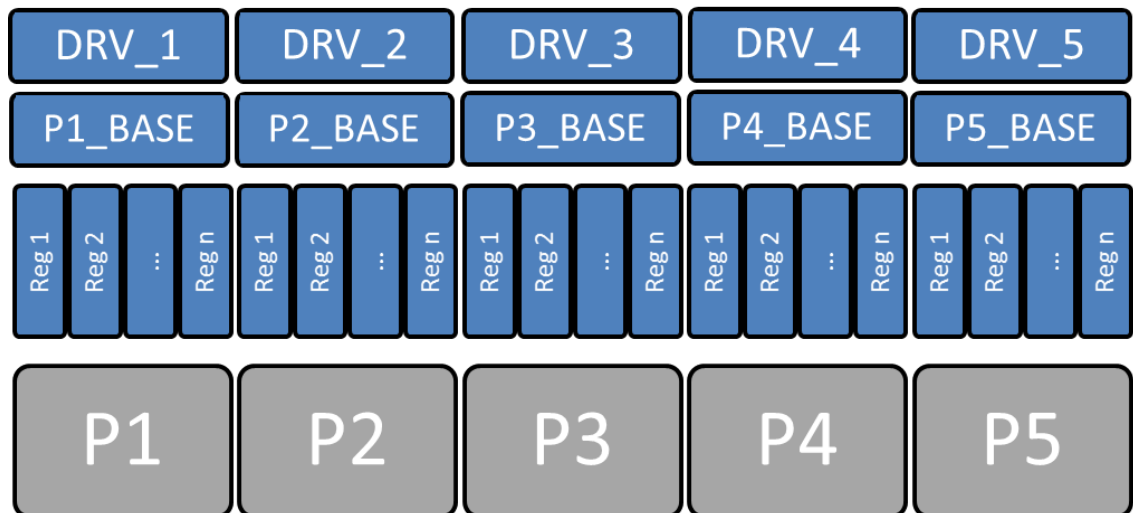 DRV_1 DRV_2 DRV_3 DRV_4 DRV_5
P1_BASE P2_BASE P3_BASE P4_BASE P5_BASE
Reg 1 Reg 2 ... Reg n Reg 1 Reg 2 ... Reg n Reg 1 Reg 2 ... Reg n Reg 1 Reg 2 ... Reg n Reg 1 Reg 2 ... Reg n
P1 P2 P3 P4 P5